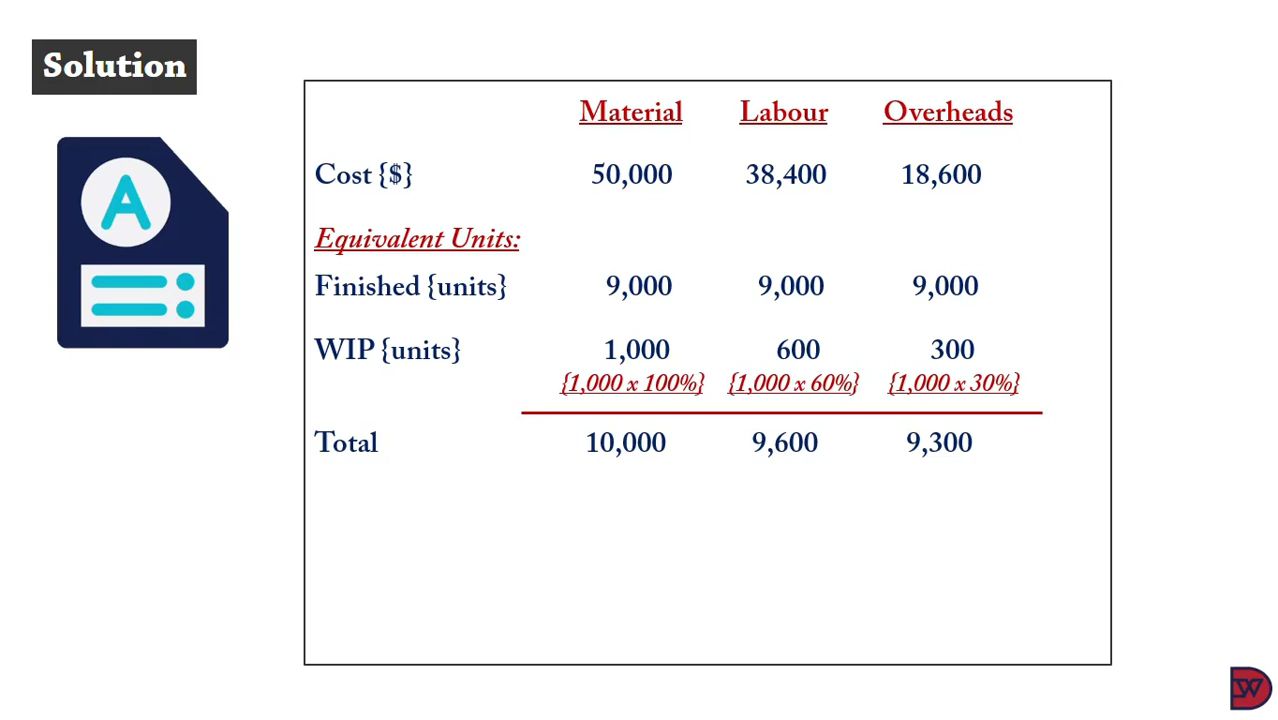 Solution
A
Material Labour Overheads
Cost {$} 50,000 38,400 18,600
Equivalent Units:
Finished {units} 9,000 9,000 9,000
WIP {units} 1,000 600 300
{1,000 x 100%} {1,000 x 60%} {1,000 x 30%}
Total 10,000 9,600 9,300
DW